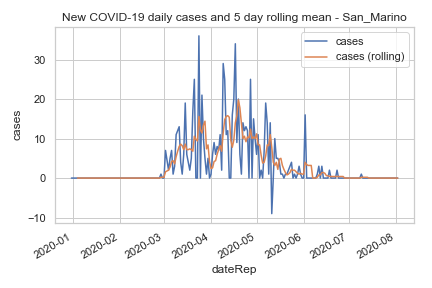 New COVID-19 daily cases and 5 day rolling mean - San_Marino
cases
cases (rolling)
30
20
10
0
−10
cases
2020-01
2020-02
2020-03
2020-04
2020-05
2020-06
2020-07
2020-08
dateRep